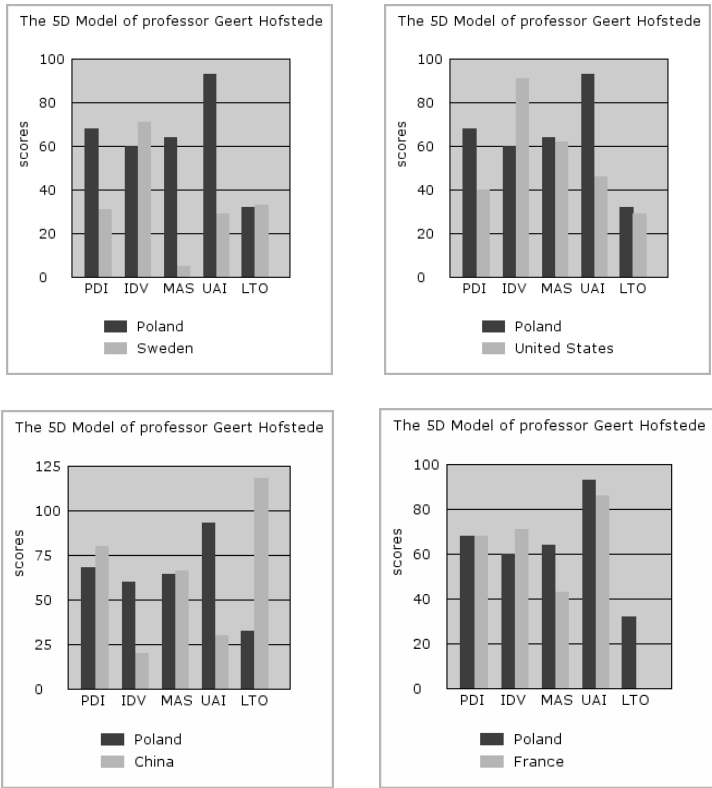 The 5D Model of professor Geert Hofstede
100
80
60
40
20
0
scores
PDI IDV MAS UAI LTO
Poland
Sweden
The 5D Model of professor Geert Hofstede
100
80
60
40
20
0
scores
PDI IDV MAS UAI LTO
Poland
United States
The 5D Model of professor Geert Hofstede
125
100
75
50
25
0
scores
PDI IDV MAS UAI LTO
Poland
China
The 5D Model of professor Geert Hofstede
100
80
60
40
20
0
scores
PDI IDV MAS UAI LTO
Poland
France